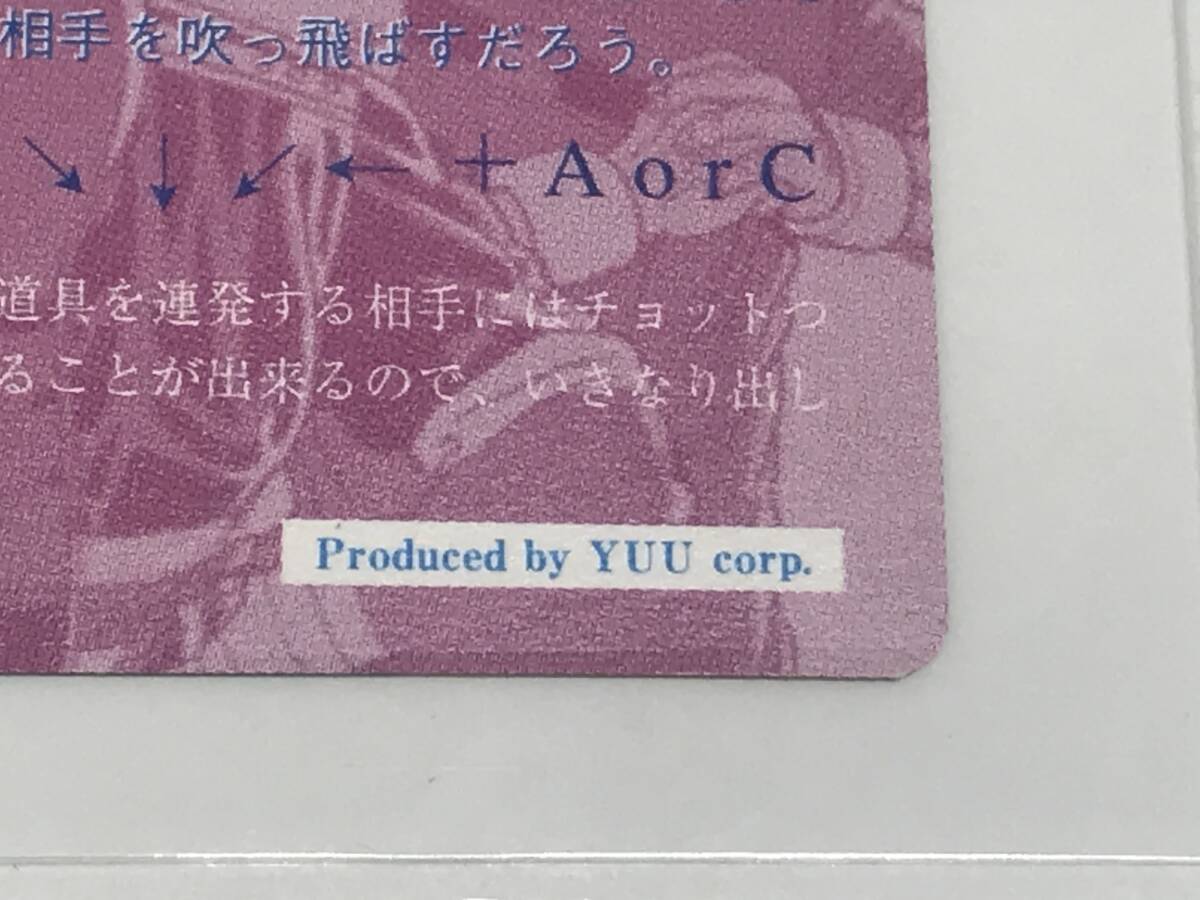 相手を吹っ飛ばすだろう。
↘ ↓ ↙ ← + A or C
道具を連発する相手にはチョットつ
ることが出来るので、いきなり出し
Produced by YUU corp.